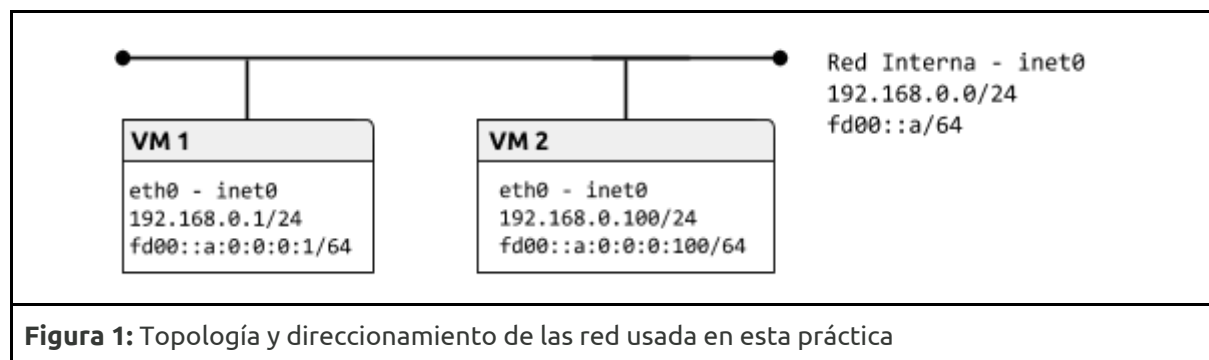 Red Interna - inet0
192.168.0.0/24
fd00::a/64
VM 1
eth0 - inet0
192.168.0.1/24
fd00::a:0:0:0:1/64
VM 2
eth0 - inet0
192.168.0.100/24
fd00::a:0:0:0:100/64
Figura 1: Topología y direccionamiento de las red usada en esta práctica